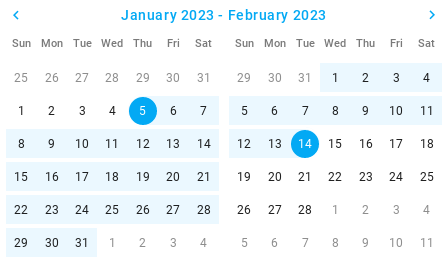 January 2023 - February 2023
Sun Mon Tue Wed Thu Fri Sat
25 26 27 28 29 30 31
1 2 3 4 5 6 7
8 9 10 11 12 13 14
15 16 17 18 19 20 21
22 23 24 25 26 27 28
29 30 31 1 2 3 4
Sun Mon Tue Wed Thu Fri Sat
29 30 31 1 2 3 4
5 6 7 8 9 10 11
12 13 14 15 16 17 18
19 20 21 22 23 24 25
26 27 28 1 2 3 4
5 6 7 8 9 10 11